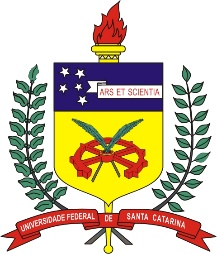 ARS ET SCIENTIA
UNIVERSIDADE FEDERAL DE SANTA CATARINA